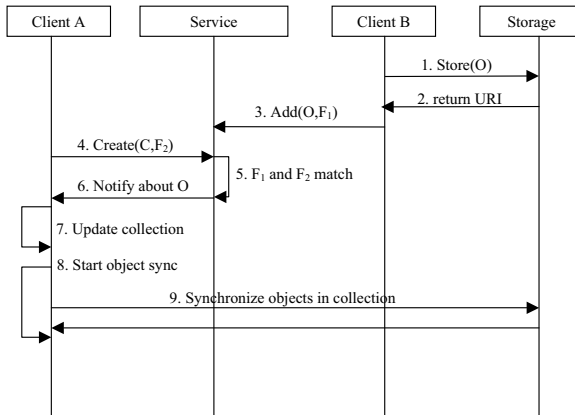 Client A
Service
Client B
Storage
1. Store(O)
2. return URI
3. Add(O,F₁)
4. Create(C,F₂)
5. F₁ and F₂ match
6. Notify about O
7. Update collection
8. Start object sync
9. Synchronize objects in collection